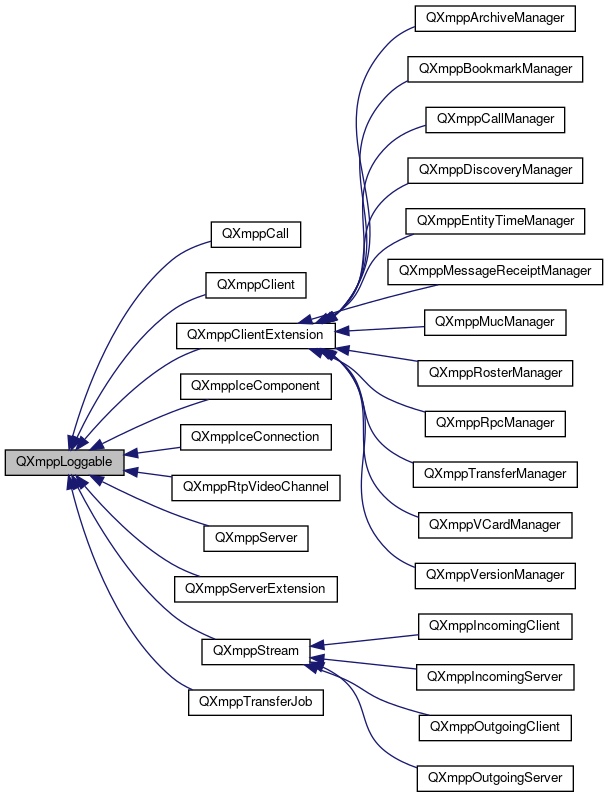 QXmppLoggable
QXmppCall
QXmppClient
QXmppClientExtension
QXmppIceComponent
QXmppIceConnection
QXmppRtpVideoChannel
QXmppServer
QXmppServerExtension
QXmppStream
QXmppTransferJob
QXmppArchiveManager
QXmppBookmarkManager
QXmppCallManager
QXmppDiscoveryManager
QXmppEntityTimeManager
QXmppMessageReceiptManager
QXmppMucManager
QXmppRosterManager
QXmppRpcManager
QXmppTransferManager
QXmppVCardManager
QXmppVersionManager
QXmppIncomingClient
QXmppIncomingServer
QXmppOutgoingClient
QXmppOutgoingServer